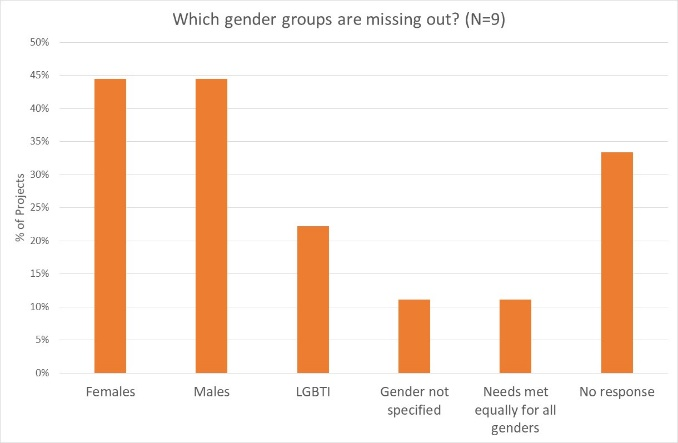 Which gender groups are missing out? (N=9)
50%
45%
40%
35%
30%
25%
20%
15%
10%
5%
0%
% of Projects
Females
Males
LGBTI
Gender not
specified
Needs met
equally for all
genders
No response